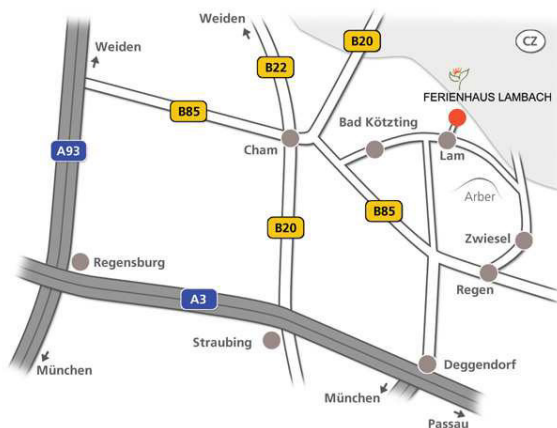 Weiden
B20
CZ
Weiden
B22
FERIENHAUS LAMBACH
B85
Bad Kötzting
Cham
Lam
A93
Arber
B85
B20
Zwiesel
Regensburg
Regen
A3
Straubing
Deggendorf
München
München
Passau